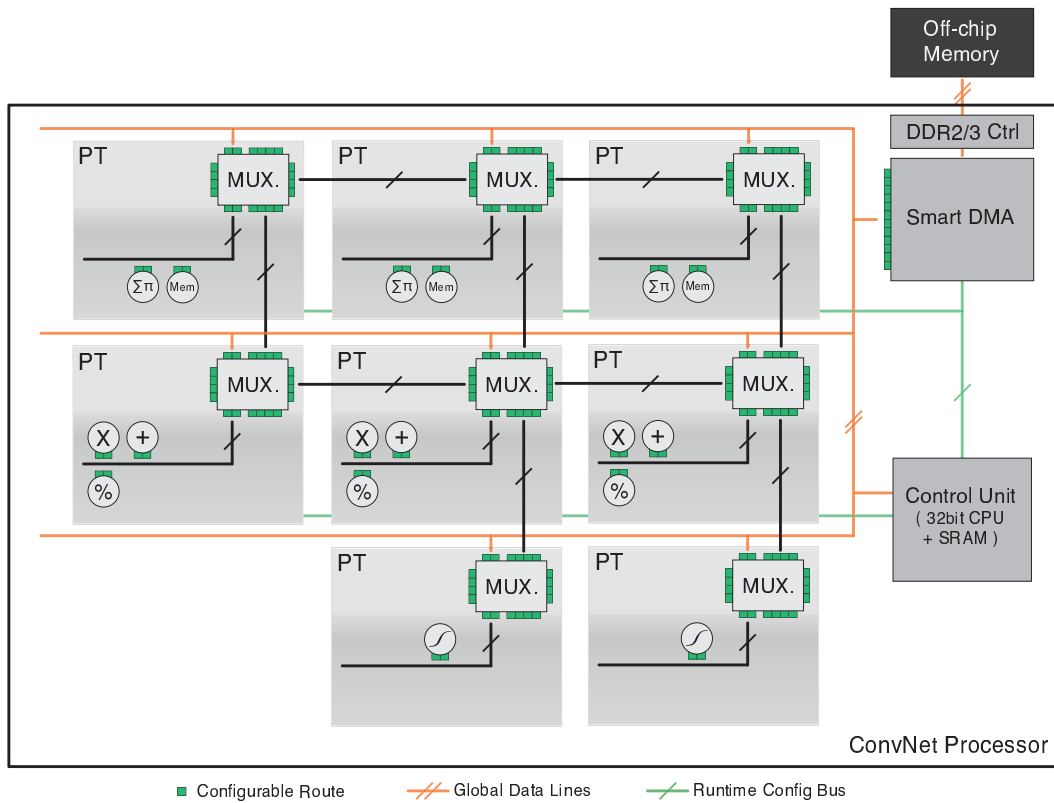 Off-chip
Memory
DDR2/3 Ctrl
PT
MUX.
PT
MUX.
PT
MUX.
Smart DMA
Σπ
Mem
Σπ
Mem
Σπ
Mem
PT
MUX.
PT
MUX.
PT
MUX.
X
+
X
+
X
+
%
%
%
Control Unit
( 32bit CPU
+ SRAM )
PT
MUX.
PT
MUX.
ConvNet Processor
Configurable Route
Global Data Lines
Runtime Config Bus